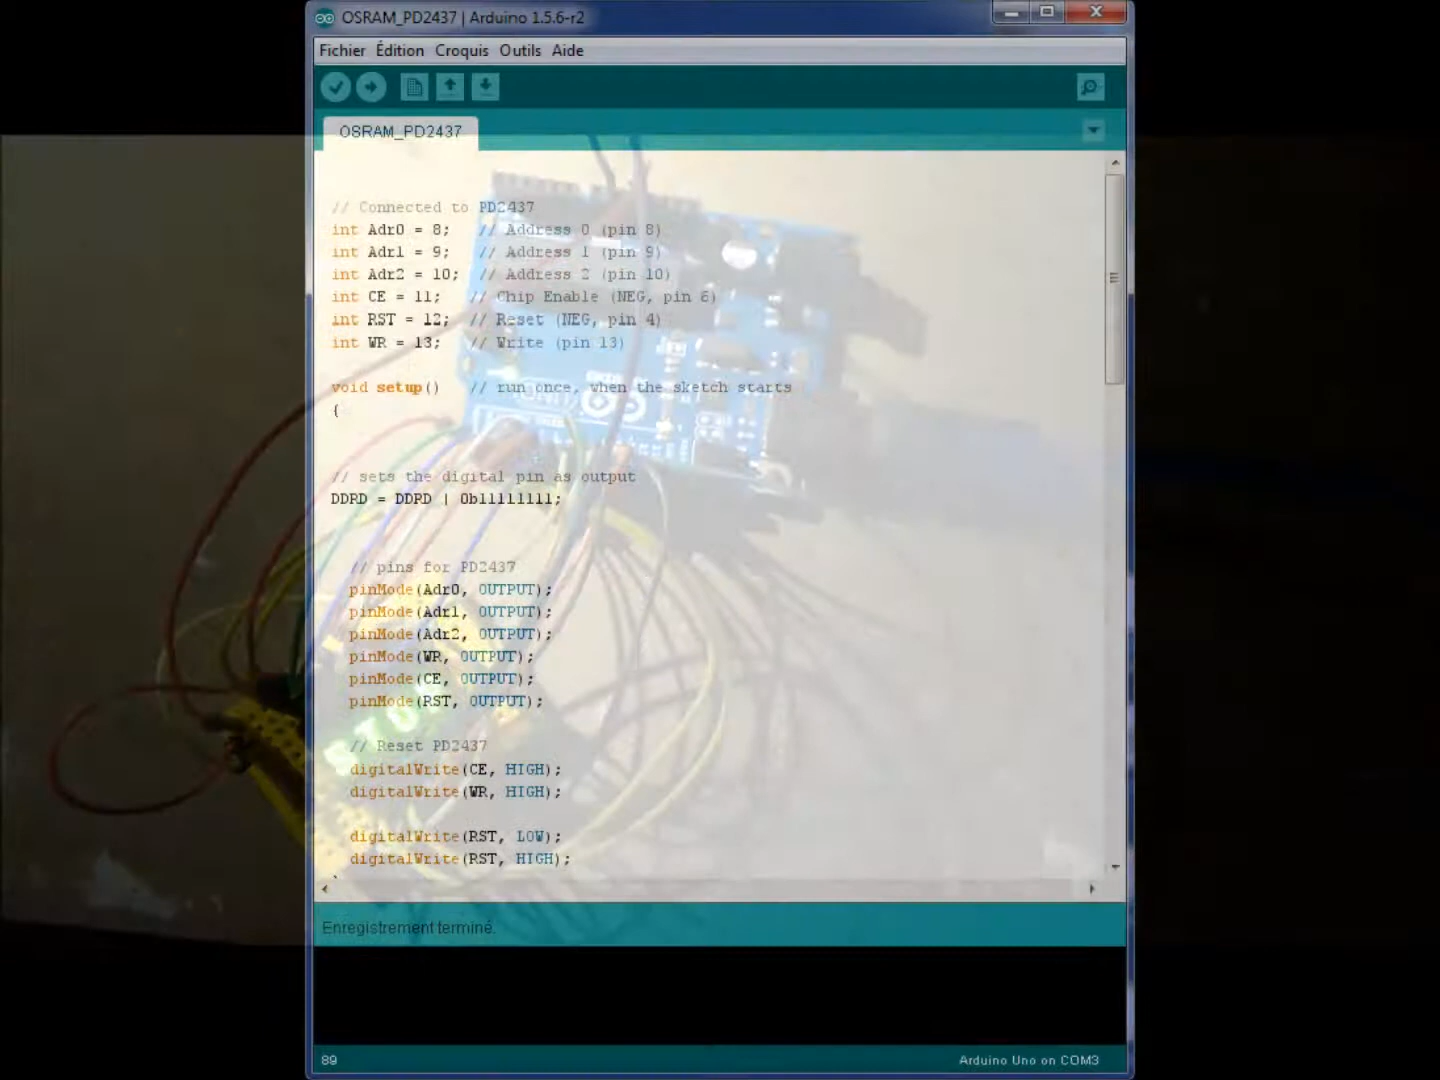 OSRAM_PD2437 | Arduino 1.5.6-r2
Fichier Édition Croquis Outils Aide
OSRAM_PD2437
// Connected to PD2437
int Adr0 = 8; // Address 0 (pin 8)
int Adr1 = 9; // Address 1 (pin 9)
int Adr2 = 10; // Address 2 (pin 10)
int CE = 11; // Chip Enable (NEG, pin 6)
int RST = 12; // Reset (NEG, pin 4)
int WR = 13; // Write (pin 13)
void setup() // run once, when the sketch starts
{
// sets the digital pin as output
DDRD = DDRD | 0b11111111;
// pins for PD2437
pinMode(Adr0, OUTPUT);
pinMode(Adr1, OUTPUT);
pinMode(Adr2, OUTPUT);
pinMode(WR, OUTPUT);
pinMode(CE, OUTPUT);
pinMode(RST, OUTPUT);
// Reset PD2437
digitalWrite(CE, HIGH);
digitalWrite(WR, HIGH);
digitalWrite(RST, LOW);
digitalWrite(RST, HIGH);
Enregistrement terminé.
89
Arduino Uno on COM3